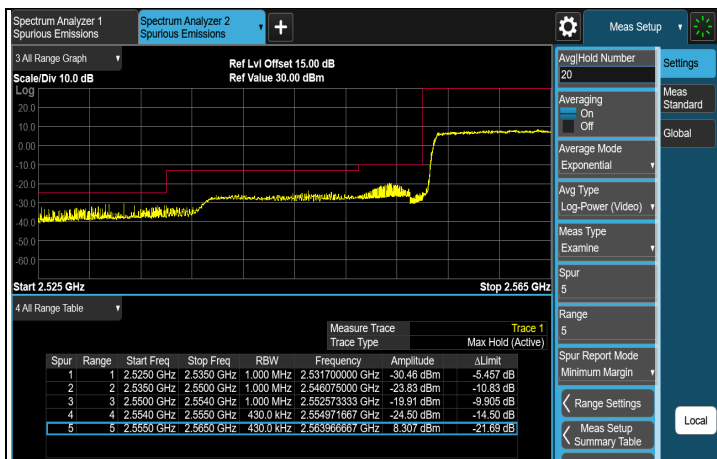 Spectrum Analyzer 1
Spurious Emissions
Spectrum Analyzer 2
Spurious Emissions
Meas Setup
3 All Range Graph
Ref Lvl Offset 15.00 dB
Scale/Div 10.0 dB
Ref Value 30.00 dBm
Log
20.0
10.0
0.00
-10.0
-20.0
-30.0
-40.0
-50.0
-60.0
Start 2.525 GHz
Stop 2.565 GHz
4 All Range Table
Measure Trace Trace 1
Trace Type Max Hold (Active)
Spur Range Start Freq Stop Freq RBW Frequency Amplitude ΔLimit
1 1 2.5250 GHz 2.5350 GHz 1.000 MHz 2.531700000 GHz -30.46 dBm -5.457 dB
2 2 2.5350 GHz 2.5500 GHz 1.000 MHz 2.546075000 GHz -23.83 dBm -10.83 dB
3 3 2.5500 GHz 2.5540 GHz 1.000 MHz 2.552573333 GHz -19.91 dBm -9.905 dB
4 4 2.5540 GHz 2.5550 GHz 430.0 kHz 2.554971667 GHz -24.50 dBm -14.50 dB
5 5 2.5550 GHz 2.5650 GHz 430.0 kHz 2.563966667 GHz 8.307 dBm -21.69 dB
Avg|Hold Number
20
Averaging
On
Off
Average Mode
Exponential
Avg Type
Log-Power (Video)
Meas Type
Examine
Spur
5
Range
5
Spur Report Mode
Minimum Margin
Range Settings
Meas Setup
Summary Table
Settings
Meas
Standard
Global
Local